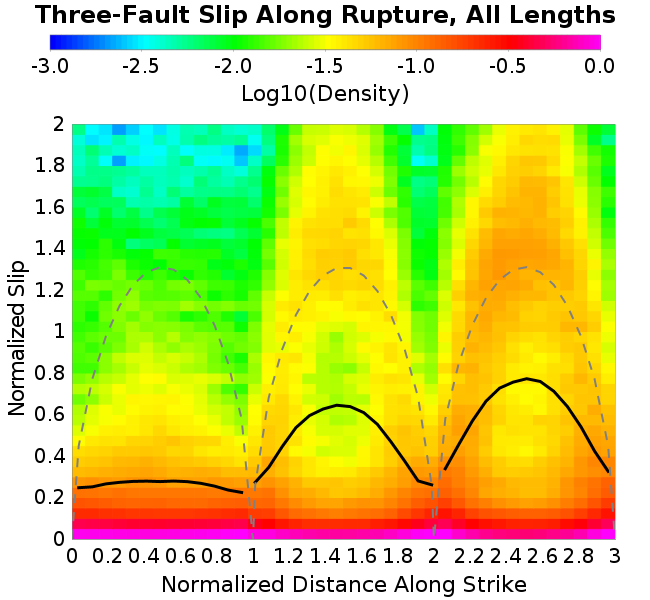 Three-Fault Slip Along Rupture, All Lengths
-3.0 -2.5 -2.0 -1.5 -1.0 -0.5 0.0
Log10(Density)
2
1.8
1.6
1.4
1.2
1
0.8
0.6
0.4
0.2
0
Normalized Slip
0 0.2 0.4 0.6 0.8 1 1.2 1.4 1.6 1.8 2 2.2 2.4 2.6 2.8 3
Normalized Distance Along Strike